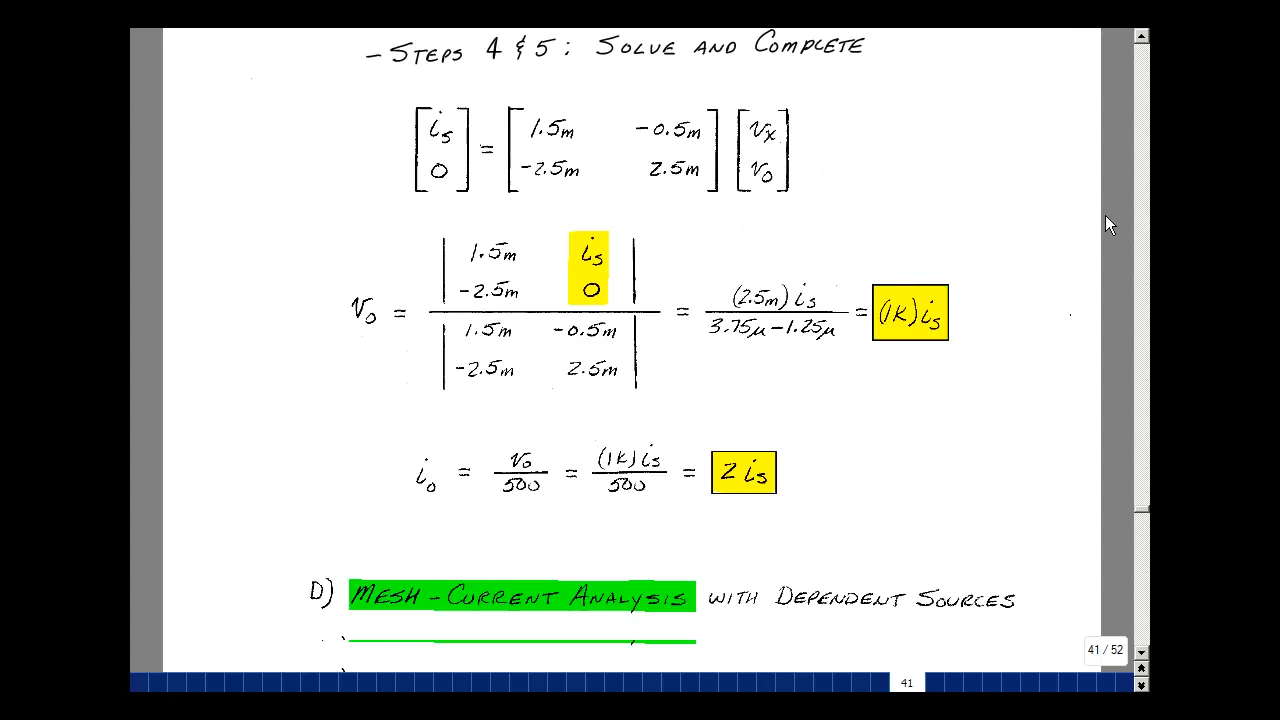 - STEPS 4 & 5: SOLVE AND COMPLETE
[ is ] = [ 1.5m -0.5m ] [ vx ]
[ 0 ] [ -2.5m 2.5m ] [ vo ]
vo = | 1.5m is | / | 1.5m -0.5m | = (2.5m) is / 3.75μ - 1.25μ = (1K) is
| -2.5m 0 | / | -2.5m 2.5m |
io = vo / 500 = (1K) is / 500 = 2 is
D) MESH - CURRENT ANALYSIS WITH DEPENDENT SOURCES
41 / 52
41